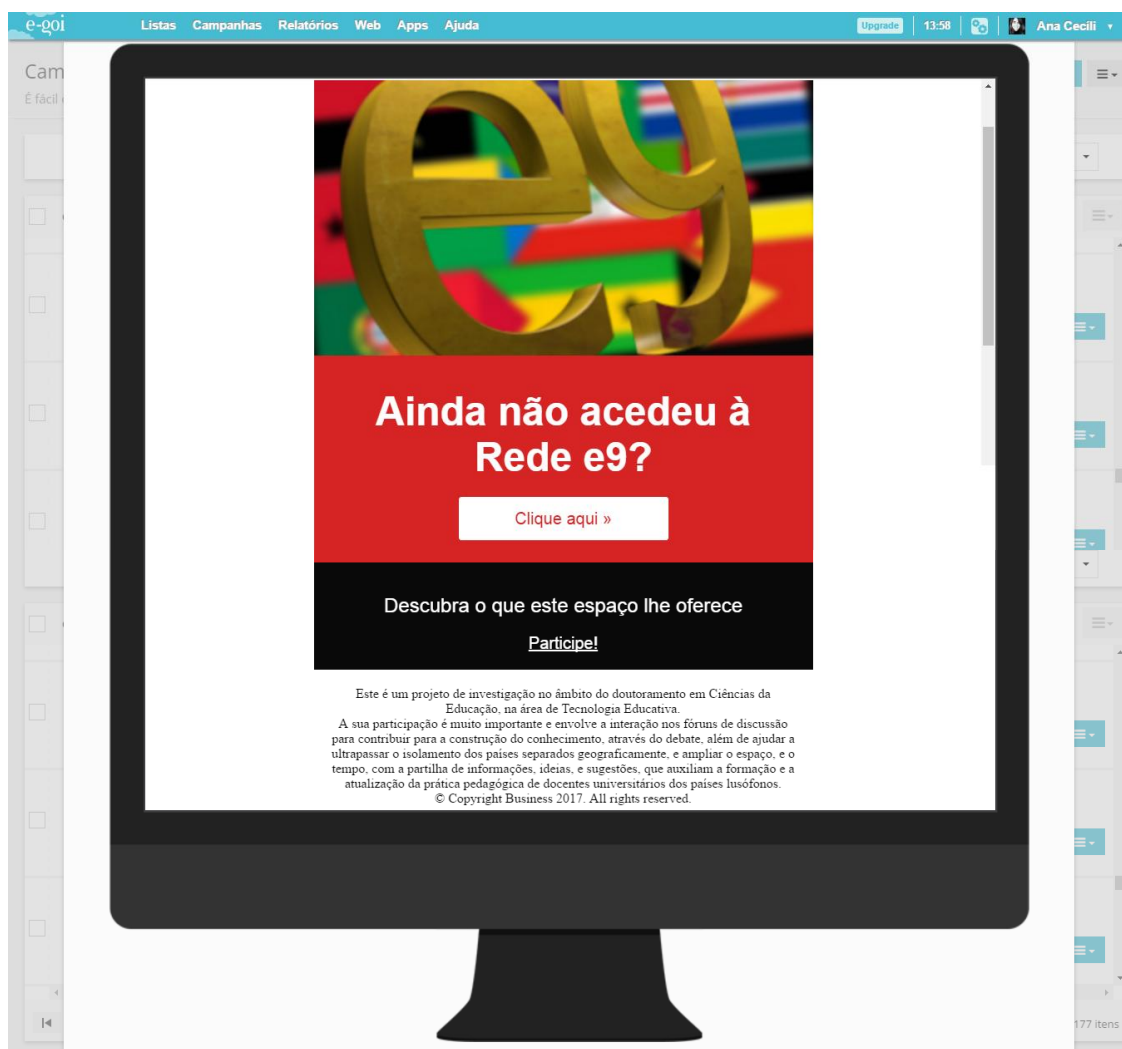 e-goi Listas Campanhas Relatórios Web Apps Ajuda Upgrade 13:58 Ana Cecíli
Cam
É fácil
e9
Ainda não acedeu à
Rede e9?
Clique aqui »
Descubra o que este espaço lhe oferece
Participe!
Este é um projeto de investigação no âmbito do doutoramento em Ciências da
Educação, na área de Tecnologia Educativa.
A sua participação é muito importante e envolve a interação nos fóruns de discussão
para contribuir para a construção do conhecimento, através do debate, além de ajudar a
ultrapassar o isolamento dos países separados geograficamente, e ampliar o espaço, e o
tempo, com a partilha de informações, ideias, e sugestões, que auxiliam a formação e a
atualização da prática pedagógica de docentes universitários dos países lusófonos.
© Copyright Business 2017. All rights reserved.
177 itens